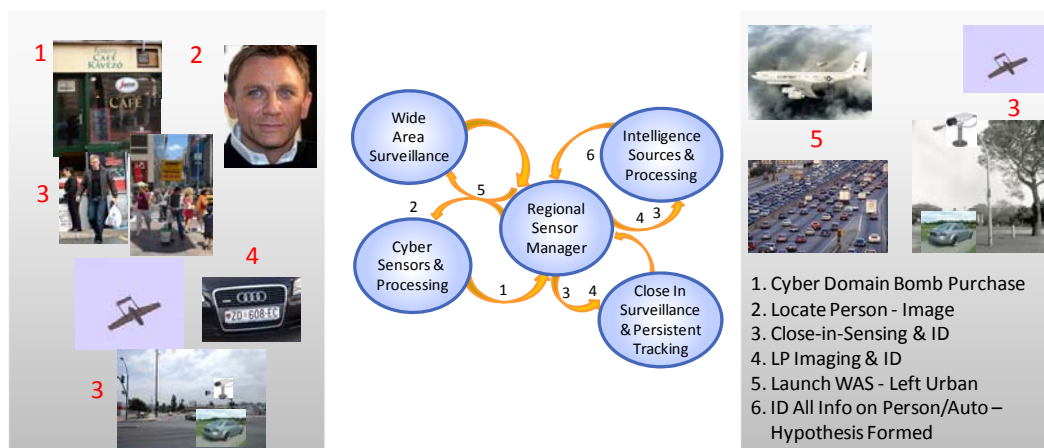 1
2
CAFÉ
KÁVÉZÓ
CAFÉ
3
4
ZD·608-EC
3
Wide
Area
Surveillance
Intelligence
Sources &
Processing
6
5
2
Regional
Sensor
Manager
4
3
Cyber
Sensors &
Processing
1
3
4
Close In
Surveillance
& Persistent
Tracking
3
5
1. Cyber Domain Bomb Purchase
2. Locate Person - Image
3. Close-in-Sensing & ID
4. LP Imaging & ID
5. Launch WAS - Left Urban
6. ID All Info on Person/Auto –
Hypothesis Formed